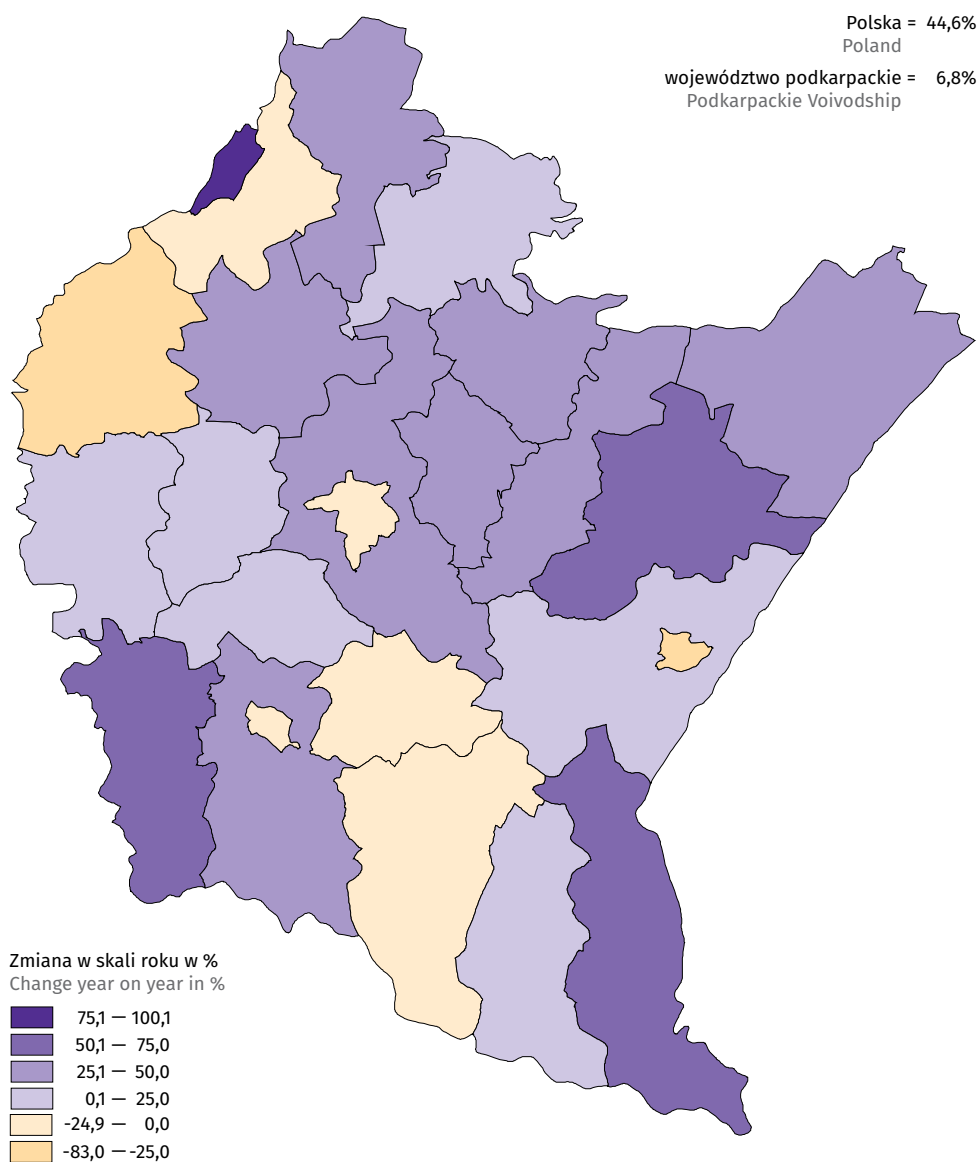 Polska = 44,6%
Poland
województwo podkarpackie = 6,8%
Podkarpackie Voivodship
Zmiana w skali roku w %
Change year on year in %
75,1 — 100,1
50,1 — 75,0
25,1 — 50,0
0,1 — 25,0
-24,9 — 0,0
-83,0 — -25,0